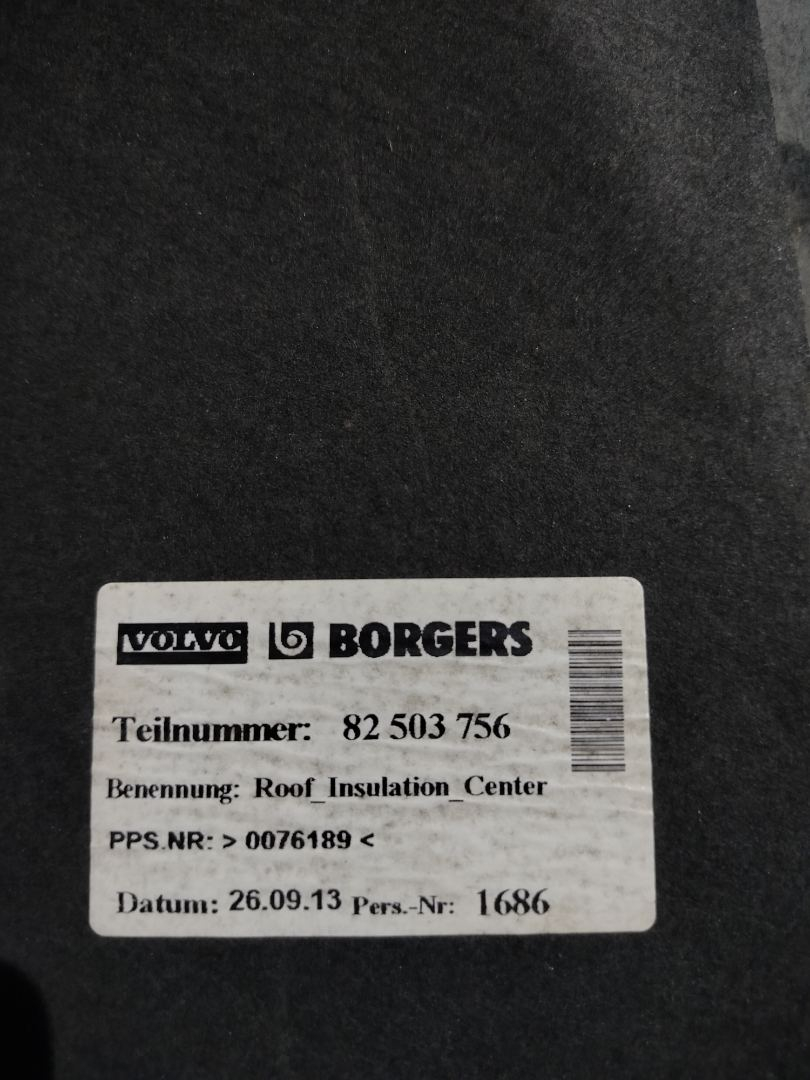 VOLVO BORGERS
Teilnummer: 82 503 756
Benennung: Roof_Insulation_Center
PPS.NR: > 0076189 <
Datum: 26.09.13 Pers.-Nr: 1686